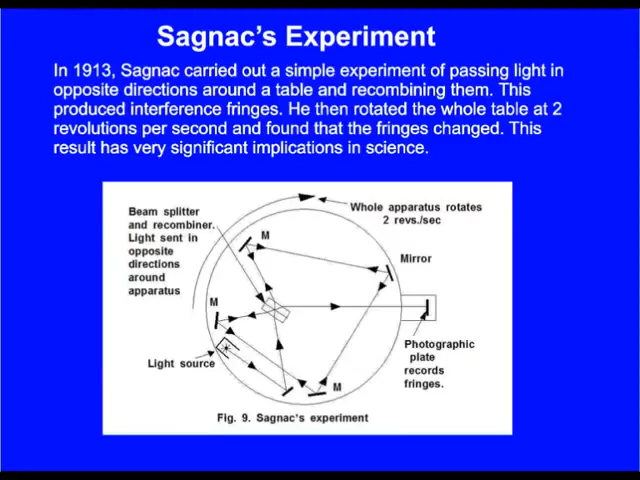 Sagnac's Experiment
In 1913, Sagnac carried out a simple experiment of passing light in
opposite directions around a table and recombining them. This
produced interference fringes. He then rotated the whole table at 2
revolutions per second and found that the fringes changed. This
result has very significant implications in science.
Beam splitter
and recombiner.
Light sent in
opposite
directions
around
apparatus
Whole apparatus rotates
2 revs./sec
M
Mirror
M
Light source
M
Photographic
plate
records
fringes.
Fig. 9. Sagnac's experiment